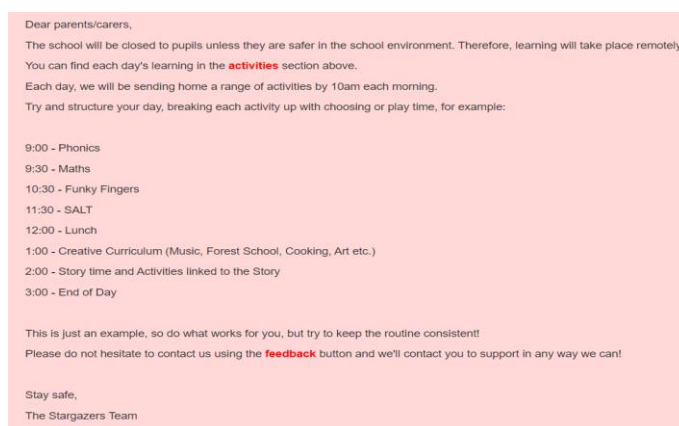 Dear parents/carers,
The school will be closed to pupils unless they are safer in the school environment. Therefore, learning will take place remotely
You can find each day's learning in the activities section above.
Each day, we will be sending home a range of activities by 10am each morning.
Try and structure your day, breaking each activity up with choosing or play time, for example:
9:00 - Phonics
9:30 - Maths
10:30 - Funky Fingers
11:30 - SALT
12:00 - Lunch
1:00 - Creative Curriculum (Music, Forest School, Cooking, Art etc.)
2:00 - Story time and Activities linked to the Story
3:00 - End of Day
This is just an example, so do what works for you, but try to keep the routine consistent!
Please do not hesitate to contact us using the feedback button and we'll contact you to support in any way we can!
Stay safe,
The Stargazers Team